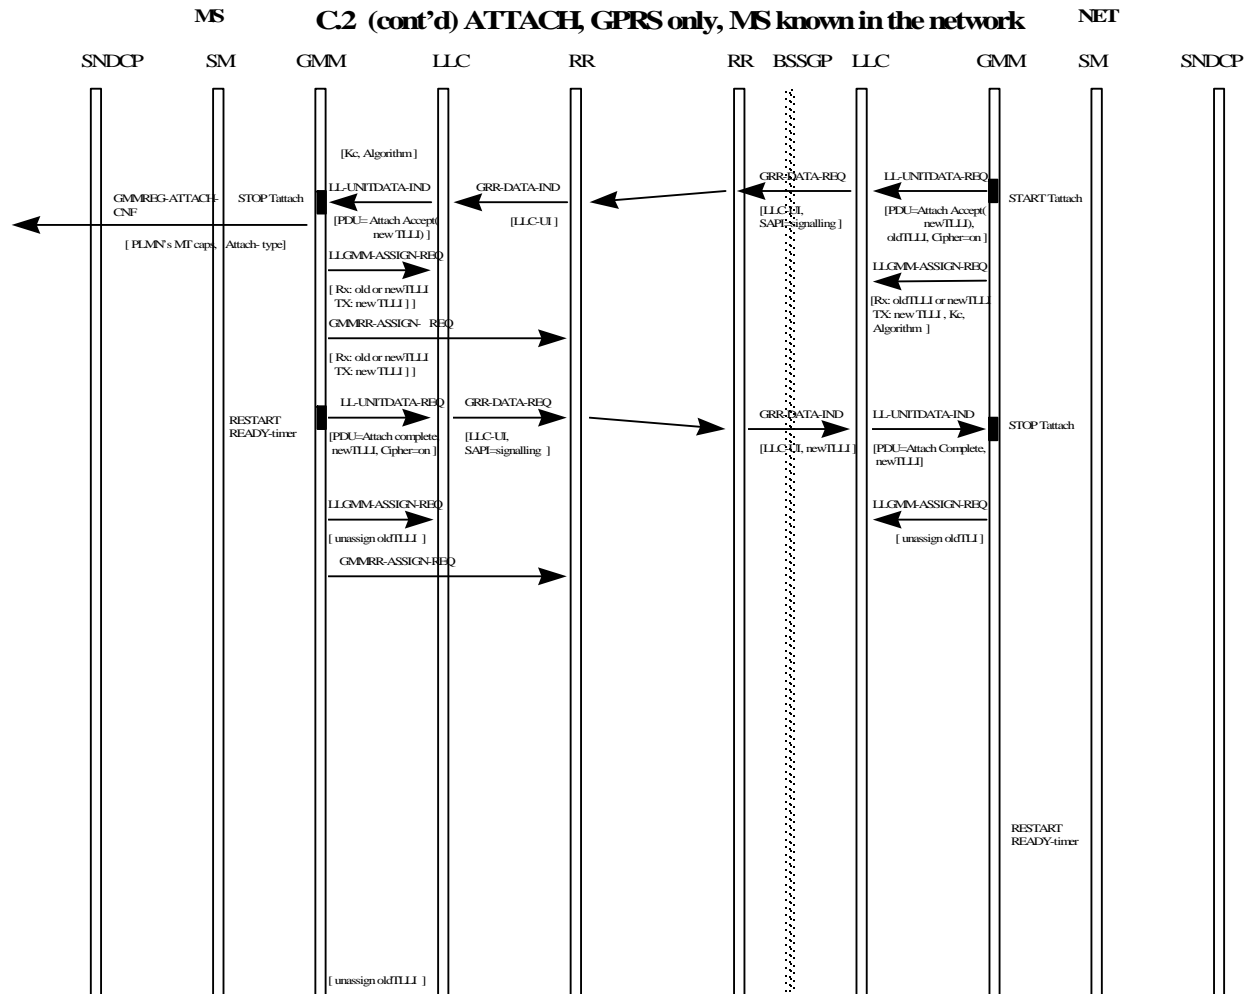 MS C.2 (cont'd) ATTACH, GPRS only, MS known in the network NET
SNDCP SM GMM LLC RR RR BSSGP LLC GMM SM SNDCP
[Kc, Algorithm ]
GMMREG-ATTACH-
CNF
STOP Tattach
LL-UNITDATA-IND
GRR-DATA-IND
GRR-DATA-REQ
LL-UNITDATA-REQ
START Tattach
[ PLMN's MT caps, Attach- type]
[PDU= Attach Accept(
new TLLI) ]
[LLC-UI ]
[LLC-UI,
SAPI=signalling ]
[PDU= Attach Accept(
newTLLI),
oldTLLI, Cipher=on ]
LLGMM-ASSIGN-REQ
LLGMM-ASSIGN-REQ
[ Rx: old or newTLLI
TX: new TLLI ] ]
[Rx: oldTLLI or newTLLI
TX: new TLLI , Kc,
Algorithm ]
GMMRR-ASSIGN- REQ
[ Rx: old or newTLLI
TX: new TLLI ] ]
RESTART
READY-timer
LL-UNITDATA-REQ
GRR-DATA-REQ
GRR-DATA-IND
LL-UNITDATA-IND
STOP Tattach
[PDU=Attach complete,
newTLLI, Cipher=on ]
[LLC-UI,
SAPI=signalling ]
[LLC-UI, newTLLI ]
[PDU=Attach Complete,
newTLLI]
LLGMM-ASSIGN-REQ
LLGMM-ASSIGN-REQ
[ unassign oldTLLI ]
[ unassign oldTLI ]
GMMRR-ASSIGN-REQ
RESTART
READY-timer
[ unassign oldTLLI ]